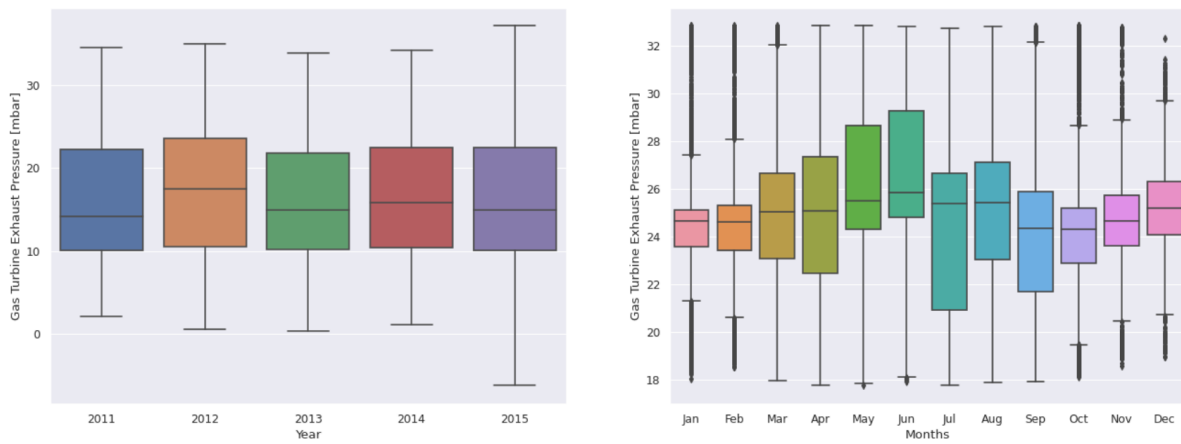 Gas Turbine Exhaust Pressure [mbar]
30
20
10
0
2011 2012 2013 2014 2015
Year
Gas Turbine Exhaust Pressure [mbar]
32
30
28
26
24
22
20
18
Jan Feb Mar Apr May Jun Jul Aug Sep Oct Nov Dec
Months